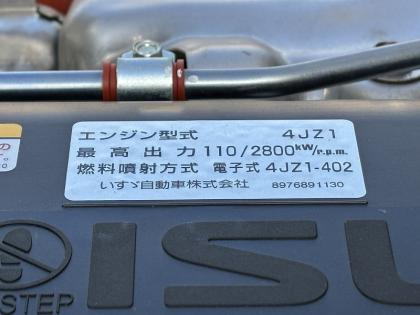 エンジン型式 4JZ1
最高出力 110/2800kW/r.p.m.
燃料噴射方式 電子式 4JZ1-402
いすゞ自動車株式会社 8976891130
ISU
STEP